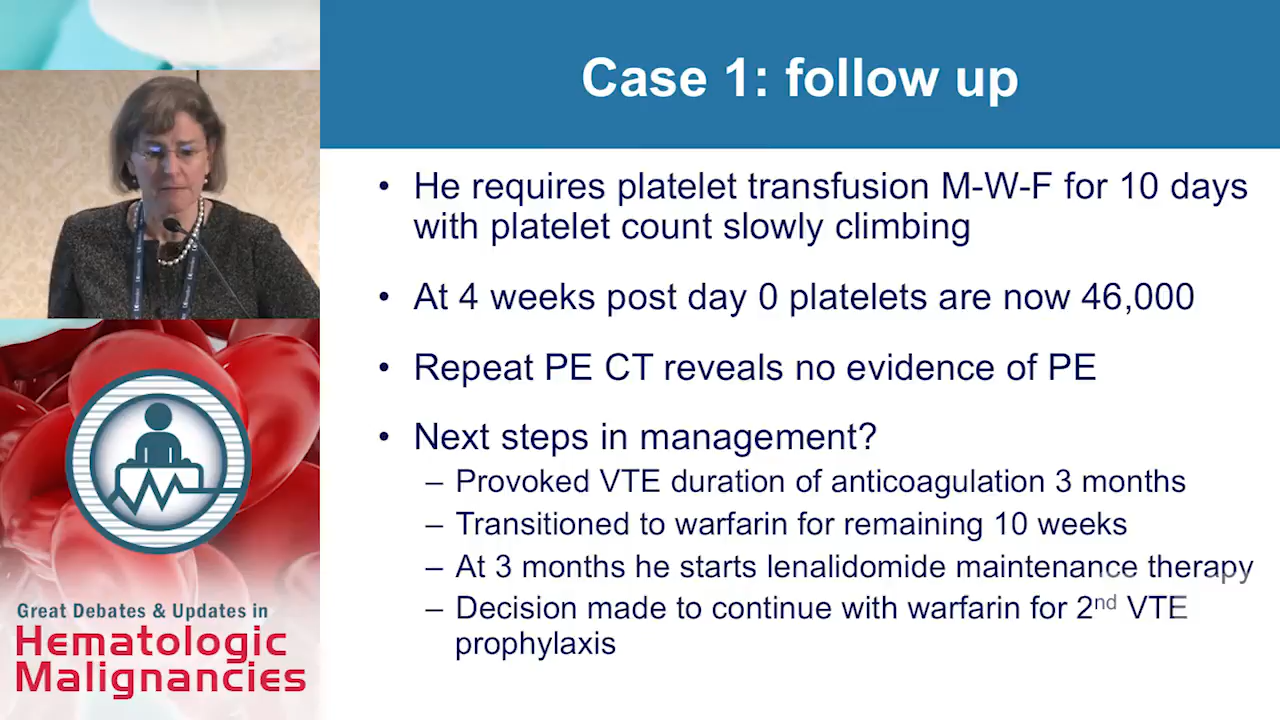 Case 1: follow up
• He requires platelet transfusion M-W-F for 10 days
with platelet count slowly climbing
• At 4 weeks post day 0 platelets are now 46,000
• Repeat PE CT reveals no evidence of PE
• Next steps in management?
– Provoked VTE duration of anticoagulation 3 months
– Transitioned to warfarin for remaining 10 weeks
– At 3 months he starts lenalidomide maintenance therapy
– Decision made to continue with warfarin for 2nd VTE
prophylaxis
Great Debates & Updates in
Hematologic
Malignancies